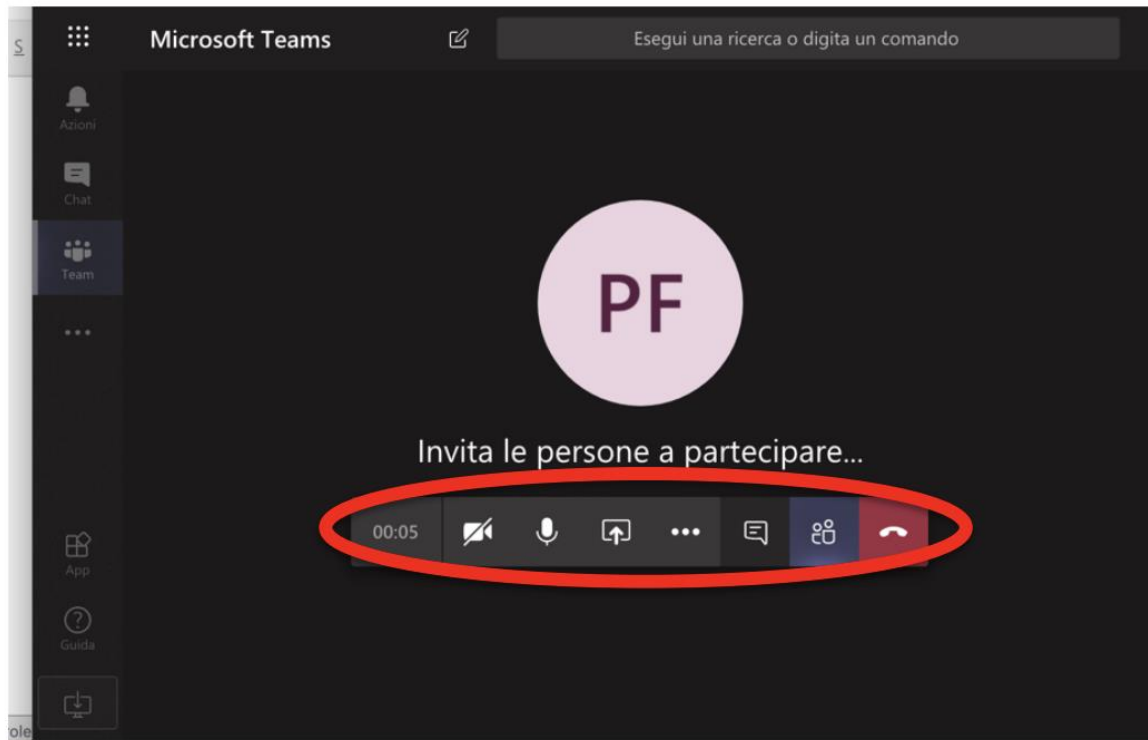 S
Microsoft Teams
Esegui una ricerca o digita un comando
Azioni
Chat
Team
PF
Invita le persone a partecipare...
00:05
App
Guida
ole